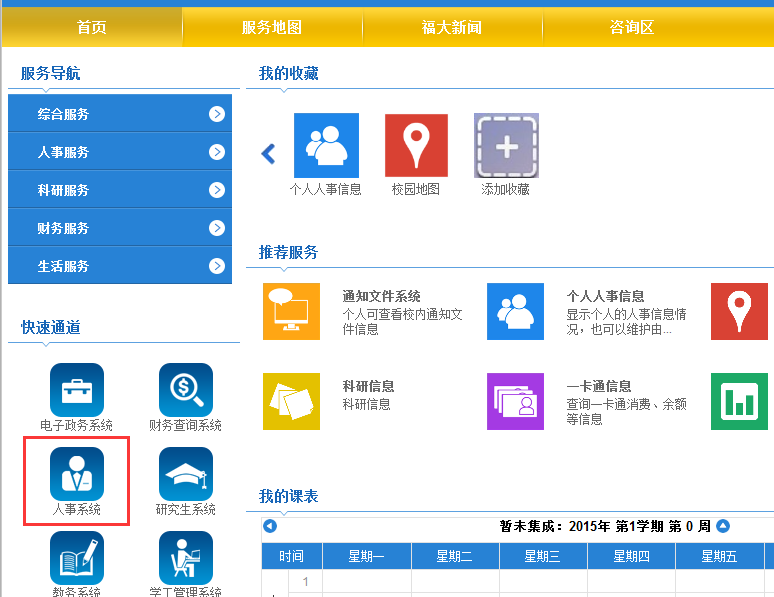 首页 服务地图 福大新闻 咨询区
服务导航
综合服务
人事服务
科研服务
财务服务
生活服务
快速通道
电子政务系统 财务查询系统
人事系统 研究生系统
教务系统 学工管理系统
我的收藏
个人人事信息 校园地图 添加收藏
推荐服务
通知文件系统
个人可查看校内通知文
件信息
个人人事信息
显示个人的人事信息情
况，也可以维护由...
科研信息
科研信息
一卡通信息
查询一卡通消费、余额
等信息
我的课表
暂未集成：2015年 第1学期 第 0 周
时间 星期一 星期二 星期三 星期四 星期五
1